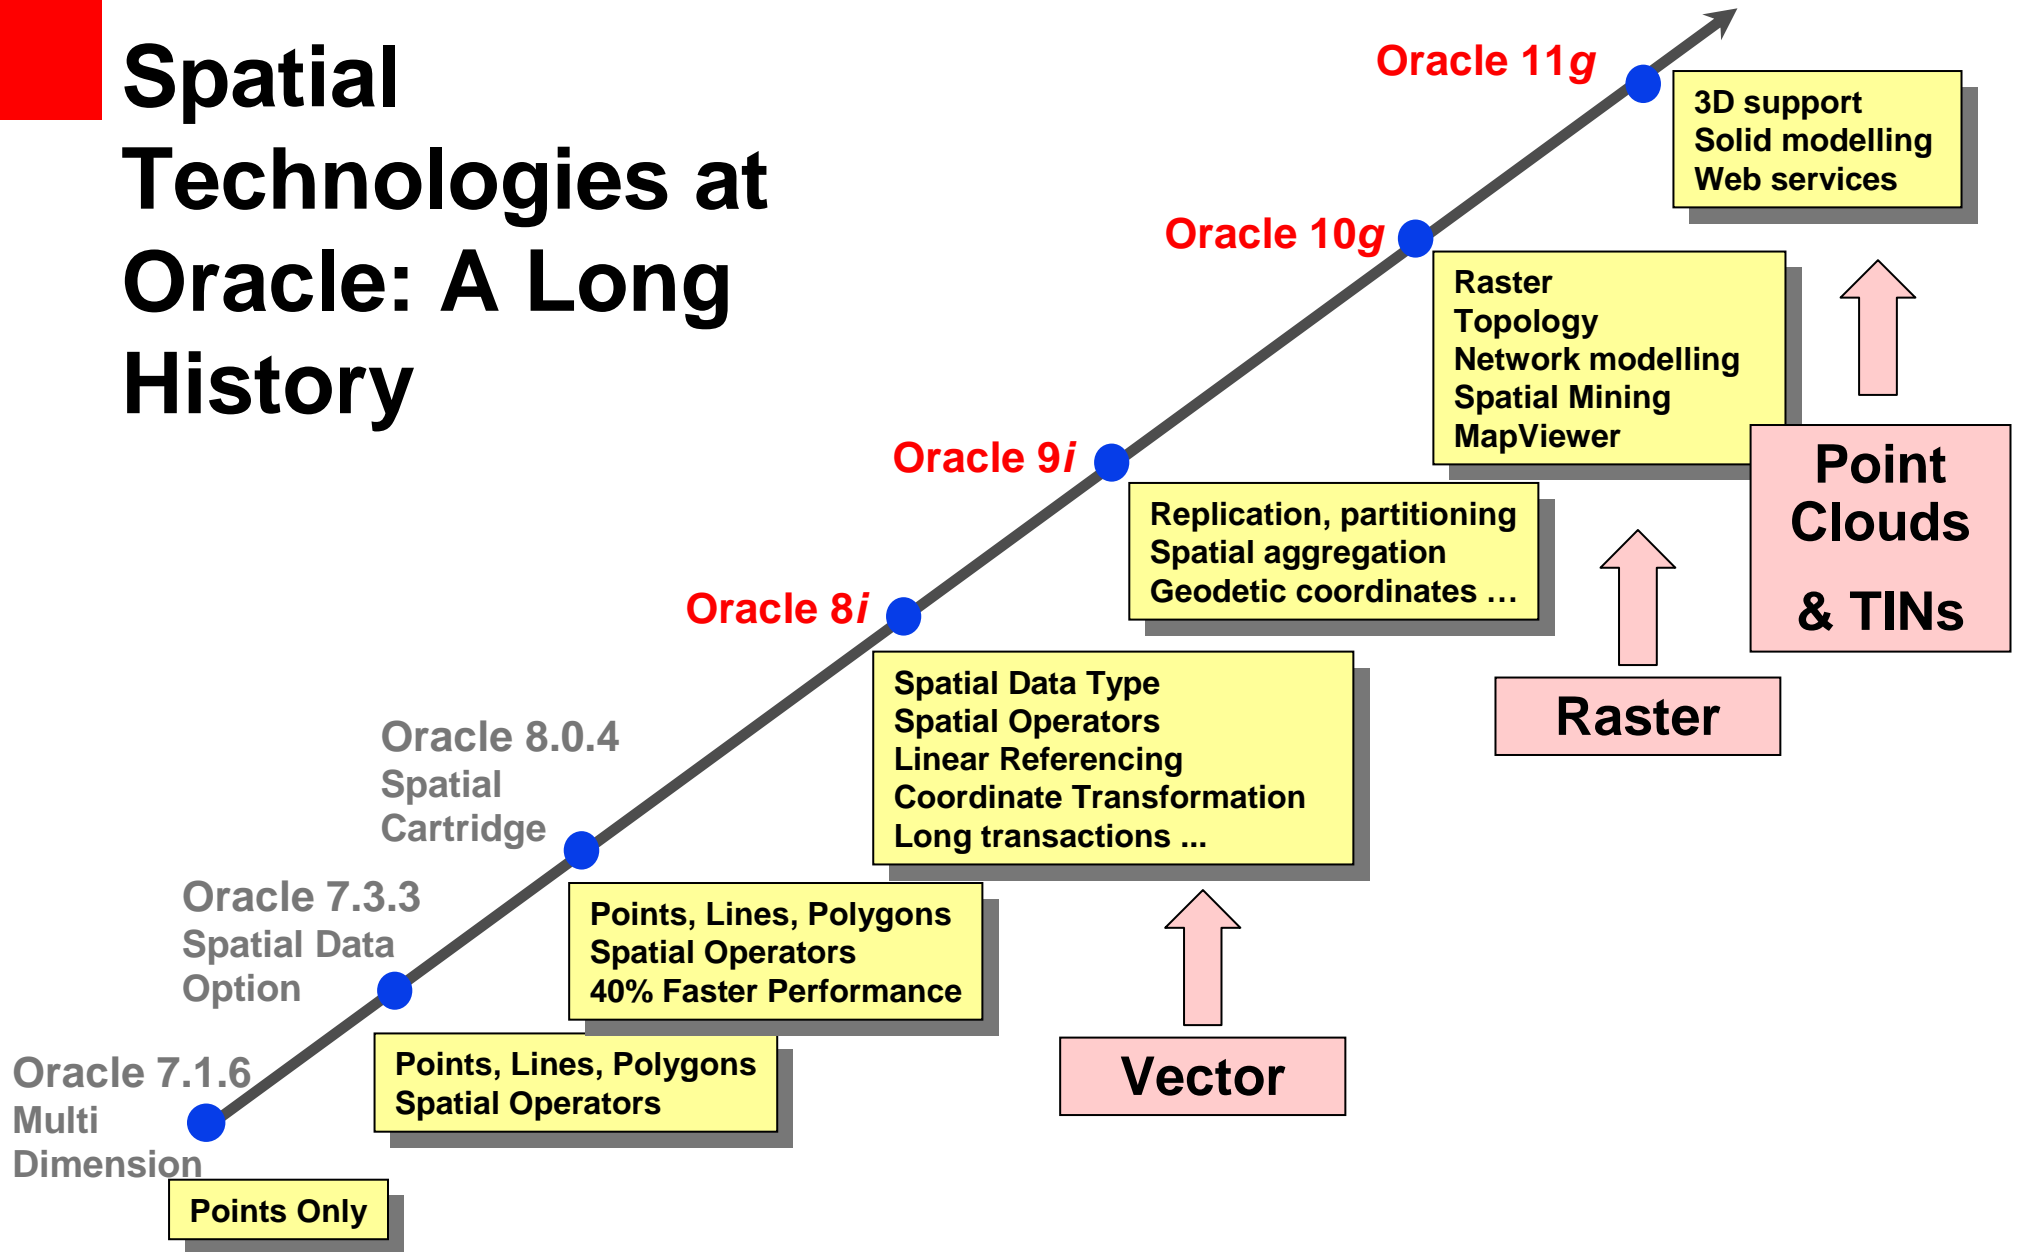 Spatial
Technologies at
Oracle: A Long
History
Oracle 11g
3D support
Solid modelling
Web services
Oracle 10g
Raster
Topology
Network modelling
Spatial Mining
MapViewer
Point
Clouds
& TINs
Oracle 9i
Replication, partitioning
Spatial aggregation
Geodetic coordinates …
Raster
Oracle 8i
Spatial Data Type
Spatial Operators
Linear Referencing
Coordinate Transformation
Long transactions ...
Vector
Oracle 8.0.4
Spatial
Cartridge
Points, Lines, Polygons
Spatial Operators
40% Faster Performance
Oracle 7.3.3
Spatial Data
Option
Points, Lines, Polygons
Spatial Operators
Oracle 7.1.6
Multi
Dimension
Points Only